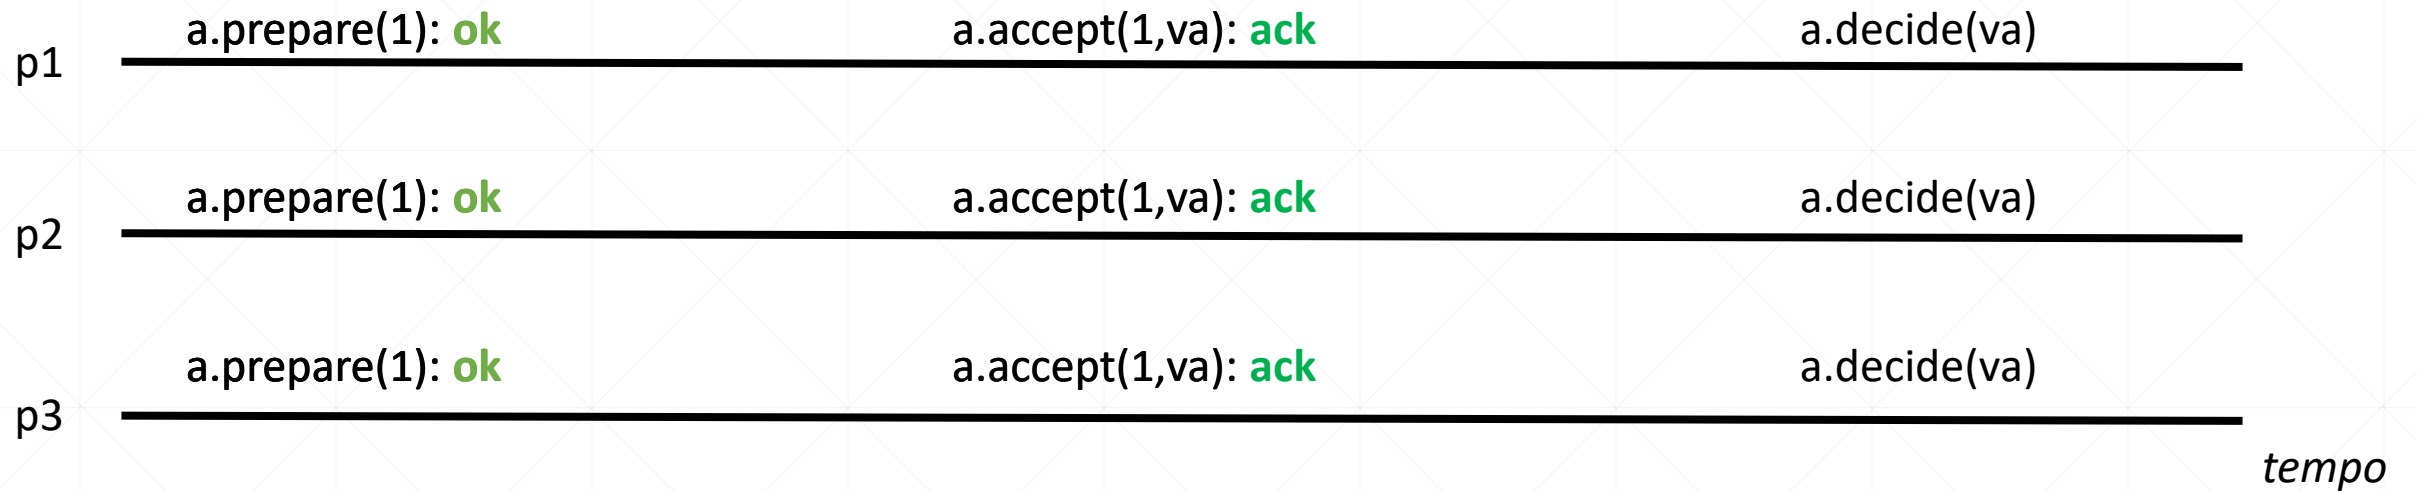 a.prepare(1): ok a.accept(1,va): ack a.decide(va)
p1
a.prepare(1): ok a.accept(1,va): ack a.decide(va)
p2
a.prepare(1): ok a.accept(1,va): ack a.decide(va)
p3
tempo